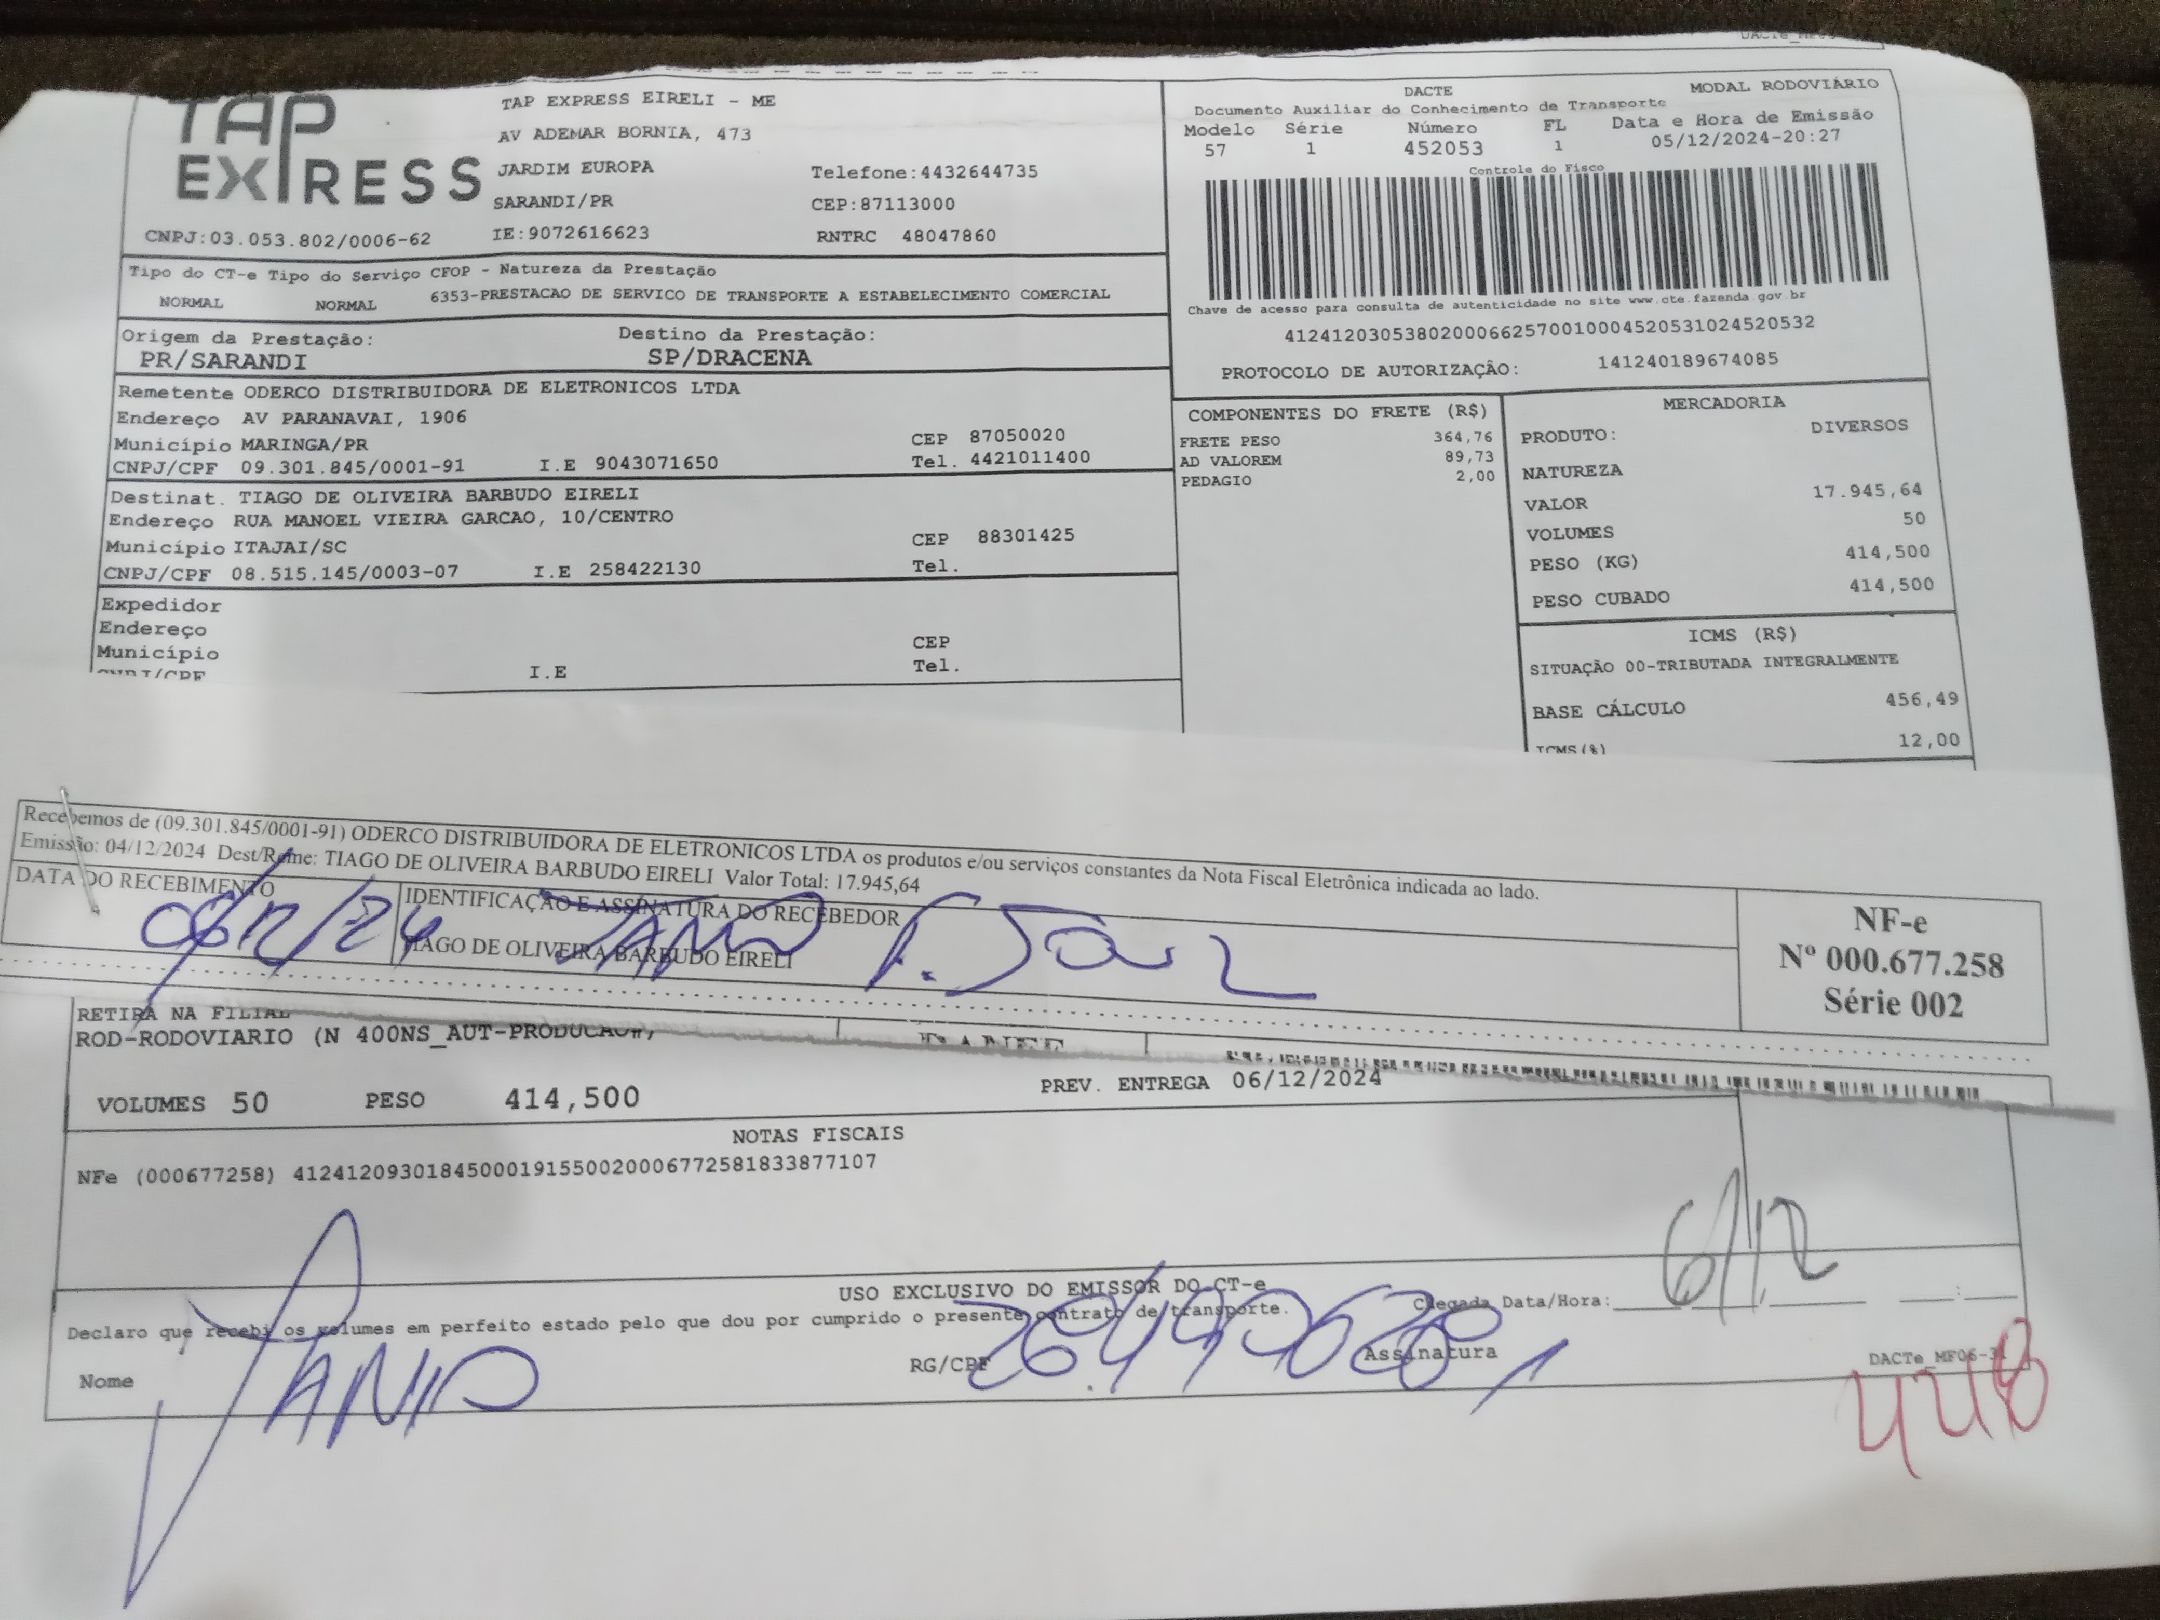 TAP EXPRESS
TAP EXPRESS EIRELI - ME
AV ADEMAR BORNIA, 473
JARDIM EUROPA Telefone:4432644735
SARANDI/PR CEP:87113000
CNPJ:03.053.802/0006-62 IE:9072616623 RNTRC 48047860
DACTE MODAL RODOVIÁRIO
Documento Auxiliar do Conhecimento de Transporte
Modelo Série Número FL Data e Hora de Emissão
57 1 452053 1 05/12/2024-20:27
Controle do Fisco
Chave de acesso para consulta de autenticidade no site www.cte.fazenda.gov.br
41241203053802000662570010004520531024520532
PROTOCOLO DE AUTORIZAÇÃO: 141240189674085
Tipo do CT-e Tipo do Serviço CFOP - Natureza da Prestação
NORMAL NORMAL 6353-PRESTACAO DE SERVICO DE TRANSPORTE A ESTABELECIMENTO COMERCIAL
Origem da Prestação: Destino da Prestação:
PR/SARANDI SP/DRACENA
Remetente ODERCO DISTRIBUIDORA DE ELETRONICOS LTDA
Endereço AV PARANAVAI, 1906
Município MARINGA/PR CEP 87050020
CNPJ/CPF 09.301.845/0001-91 I.E 9043071650 Tel. 4421011400
Destinat. TIAGO DE OLIVEIRA BARBUDO EIRELI
Endereço RUA MANOEL VIEIRA GARCAO, 10/CENTRO
Município ITAJAI/SC CEP 88301425
CNPJ/CPF 08.515.145/0003-07 I.E 258422130 Tel.
Expedidor
Endereço
Município CEP
CNPJ/CPF I.E Tel.
COMPONENTES DO FRETE (R$)
FRETE PESO 364,76
AD VALOREM 89,73
PEDAGIO 2,00
MERCADORIA
PRODUTO: DIVERSOS
NATUREZA
VALOR 17.945,64
VOLUMES 50
PESO (KG) 414,500
PESO CUBADO 414,500
ICMS (R$)
SITUAÇÃO 00-TRIBUTADA INTEGRALMENTE
BASE CÁLCULO 456,49
ICMS(%) 12,00
Recebemos de (09.301.845/0001-91) ODERCO DISTRIBUIDORA DE ELETRONICOS LTDA os produtos e/ou serviços constantes da Nota Fiscal Eletrônica indicada ao lado.
Emissão: 04/12/2024 Dest/Reme: TIAGO DE OLIVEIRA BARBUDO EIRELI Valor Total: 17.945,64
DATA DO RECEBIMENTO IDENTIFICAÇÃO E ASSINATURA DO RECEBEDOR
06/12/24
TIAGO DE OLIVEIRA BARBUDO EIRELI
NF-e
Nº 000.677.258
Série 002
RETIRA NA FILIAL
ROD-RODOVIARIO (N 400NS_AUT-PRODUCAO#)
VOLUMES 50 PESO 414,500 PREV. ENTREGA 06/12/2024
NOTAS FISCAIS
NFe (000677258) 41241209301845000191550020006772581833877107
USO EXCLUSIVO DO EMISSOR DO CT-e
Declaro que recebi os volumes em perfeito estado pelo que dou por cumprido o presente contrato de transporte.
Chegada Data/Hora: 6/12
Nome JANIO RG/CPF Assinatura